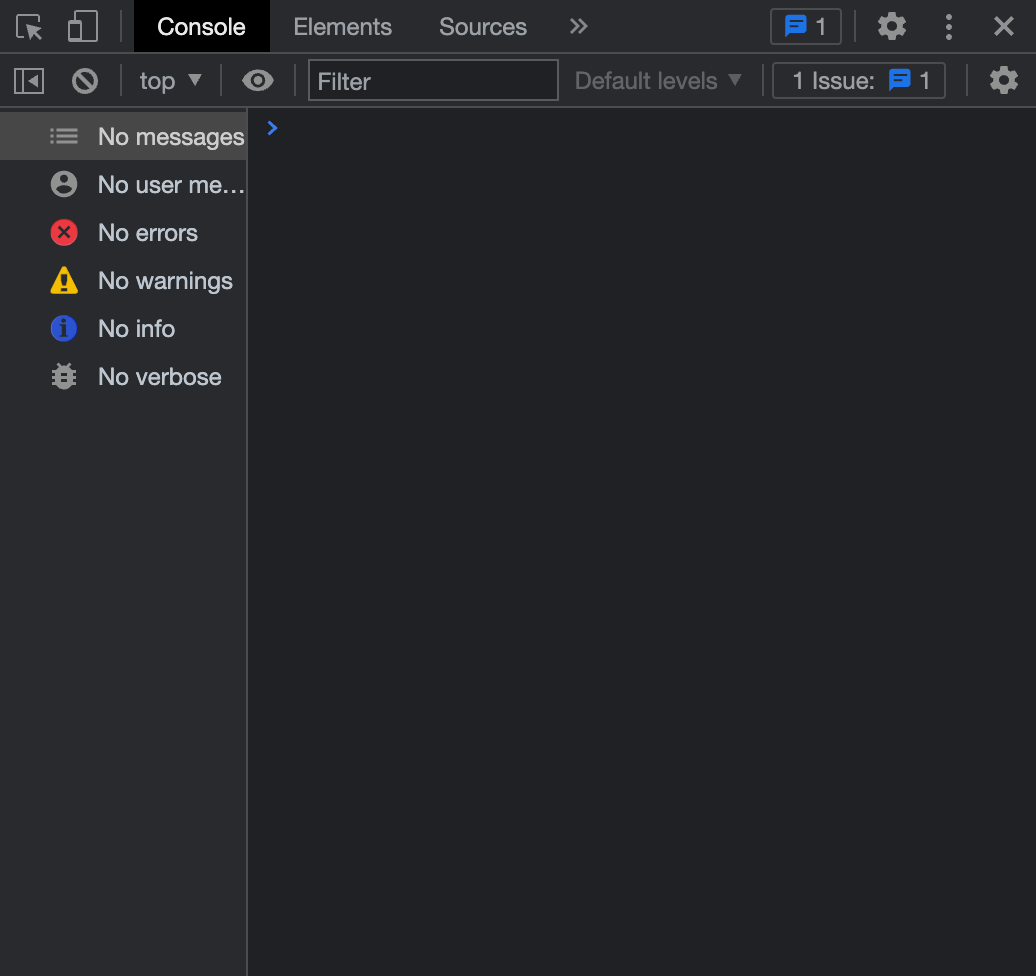 Console Elements Sources 1
top Filter Default levels 1 Issue: 1
No messages
No user me…
No errors
No warnings
No info
No verbose